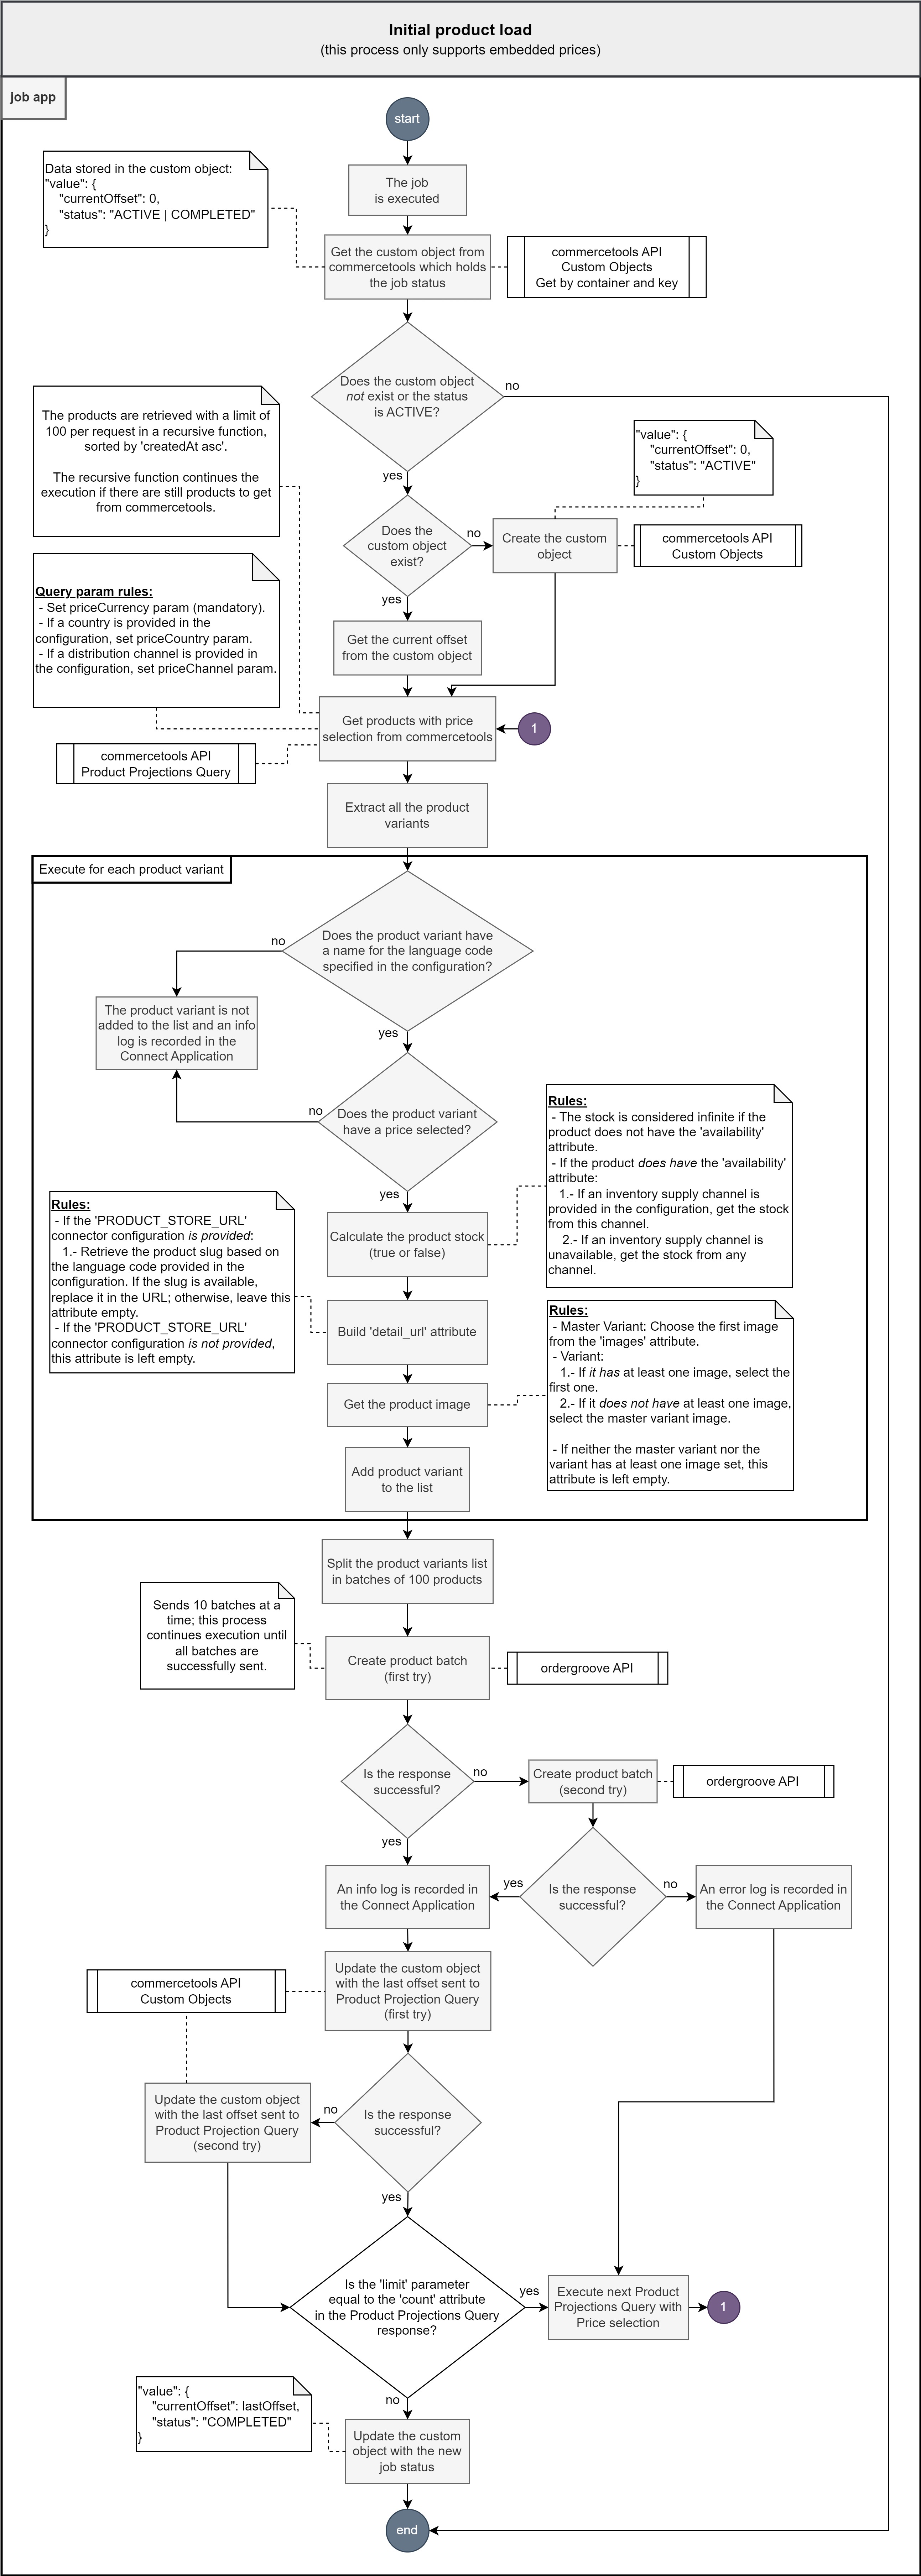 Initial product load
(this process only supports embedded prices)
job app
start
The job
is executed
Data stored in the custom object:
"value": {
"currentOffset": 0,
"status": "ACTIVE | COMPLETED"
}
Get the custom object from
commercetools which holds
the job status
commercetools API
Custom Objects
Get by container and key
Does the custom object
not exist or the status
is ACTIVE?
no
yes
The products are retrieved with a limit of
100 per request in a recursive function,
sorted by 'createdAt asc'.
The recursive function continues the
execution if there are still products to get
from commercetools.
"value": {
"currentOffset": 0,
"status": "ACTIVE"
}
Does the
custom object
exist?
no
Create the custom
object
commercetools API
Custom Objects
yes
Query param rules:
- Set priceCurrency param (mandatory).
- If a country is provided in the
configuration, set priceCountry param.
- If a distribution channel is provided in
the configuration, set priceChannel param.
Get the current offset
from the custom object
Get products with price
selection from commercetools
1
commercetools API
Product Projections Query
Extract all the product
variants
Execute for each product variant
Does the product variant have
a name for the language code
specified in the configuration?
no
yes
The product variant is not
added to the list and an info
log is recorded in the
Connect Application
Does the product variant
have a price selected?
no
yes
Rules:
- The stock is considered infinite if the
product does not have the 'availability'
attribute.
- If the product does have the 'availability'
attribute:
1.- If an inventory supply channel is
provided in the configuration, get the stock
from this channel.
2.- If an inventory supply channel is
unavailable, get the stock from any
channel.
Calculate the product stock
(true or false)
Rules:
- If the 'PRODUCT_STORE_URL'
connector configuration is provided:
1.- Retrieve the product slug based on
the language code provided in the
configuration. If the slug is available,
replace it in the URL; otherwise, leave this
attribute empty.
- If the 'PRODUCT_STORE_URL'
connector configuration is not provided,
this attribute is left empty.
Build 'detail_url' attribute
Rules:
- Master Variant: Choose the first image
from the 'images' attribute.
- Variant:
1.- If it has at least one image, select the
first one.
2.- If it does not have at least one image,
select the master variant image.
- If neither the master variant nor the
variant has at least one image set, this
attribute is left empty.
Get the product image
Add product variant
to the list
Split the product variants list
in batches of 100 products
Sends 10 batches at a
time; this process
continues execution until
all batches are
successfully sent.
Create product batch
(first try)
ordergroove API
Is the response
successful?
no
yes
Create product batch
(second try)
ordergroove API
An info log is recorded in
the Connect Application
yes
Is the response
successful?
no
An error log is recorded in
the Connect Application
commercetools API
Custom Objects
Update the custom object
with the last offset sent to
Product Projection Query
(first try)
Update the custom object
with the last offset sent to
Product Projection Query
(second try)
no
Is the response
successful?
yes
Is the 'limit' parameter
equal to the 'count' attribute
in the Product Projections Query
response?
yes
Execute next Product
Projections Query with
Price selection
1
no
"value": {
"currentOffset": lastOffset,
"status": "COMPLETED"
}
Update the custom
object with the new
job status
end